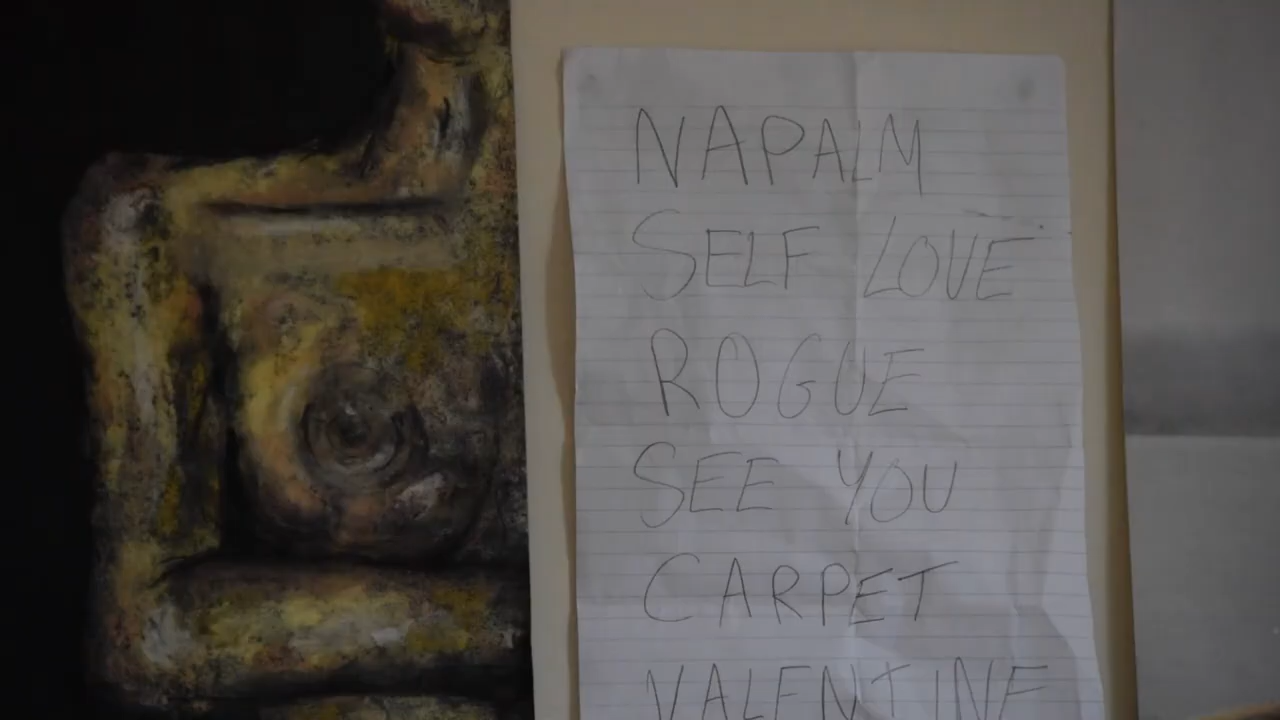 NAPALM
SELF LOVE
ROGUE
SEE YOU
CARPET
VALENTINE